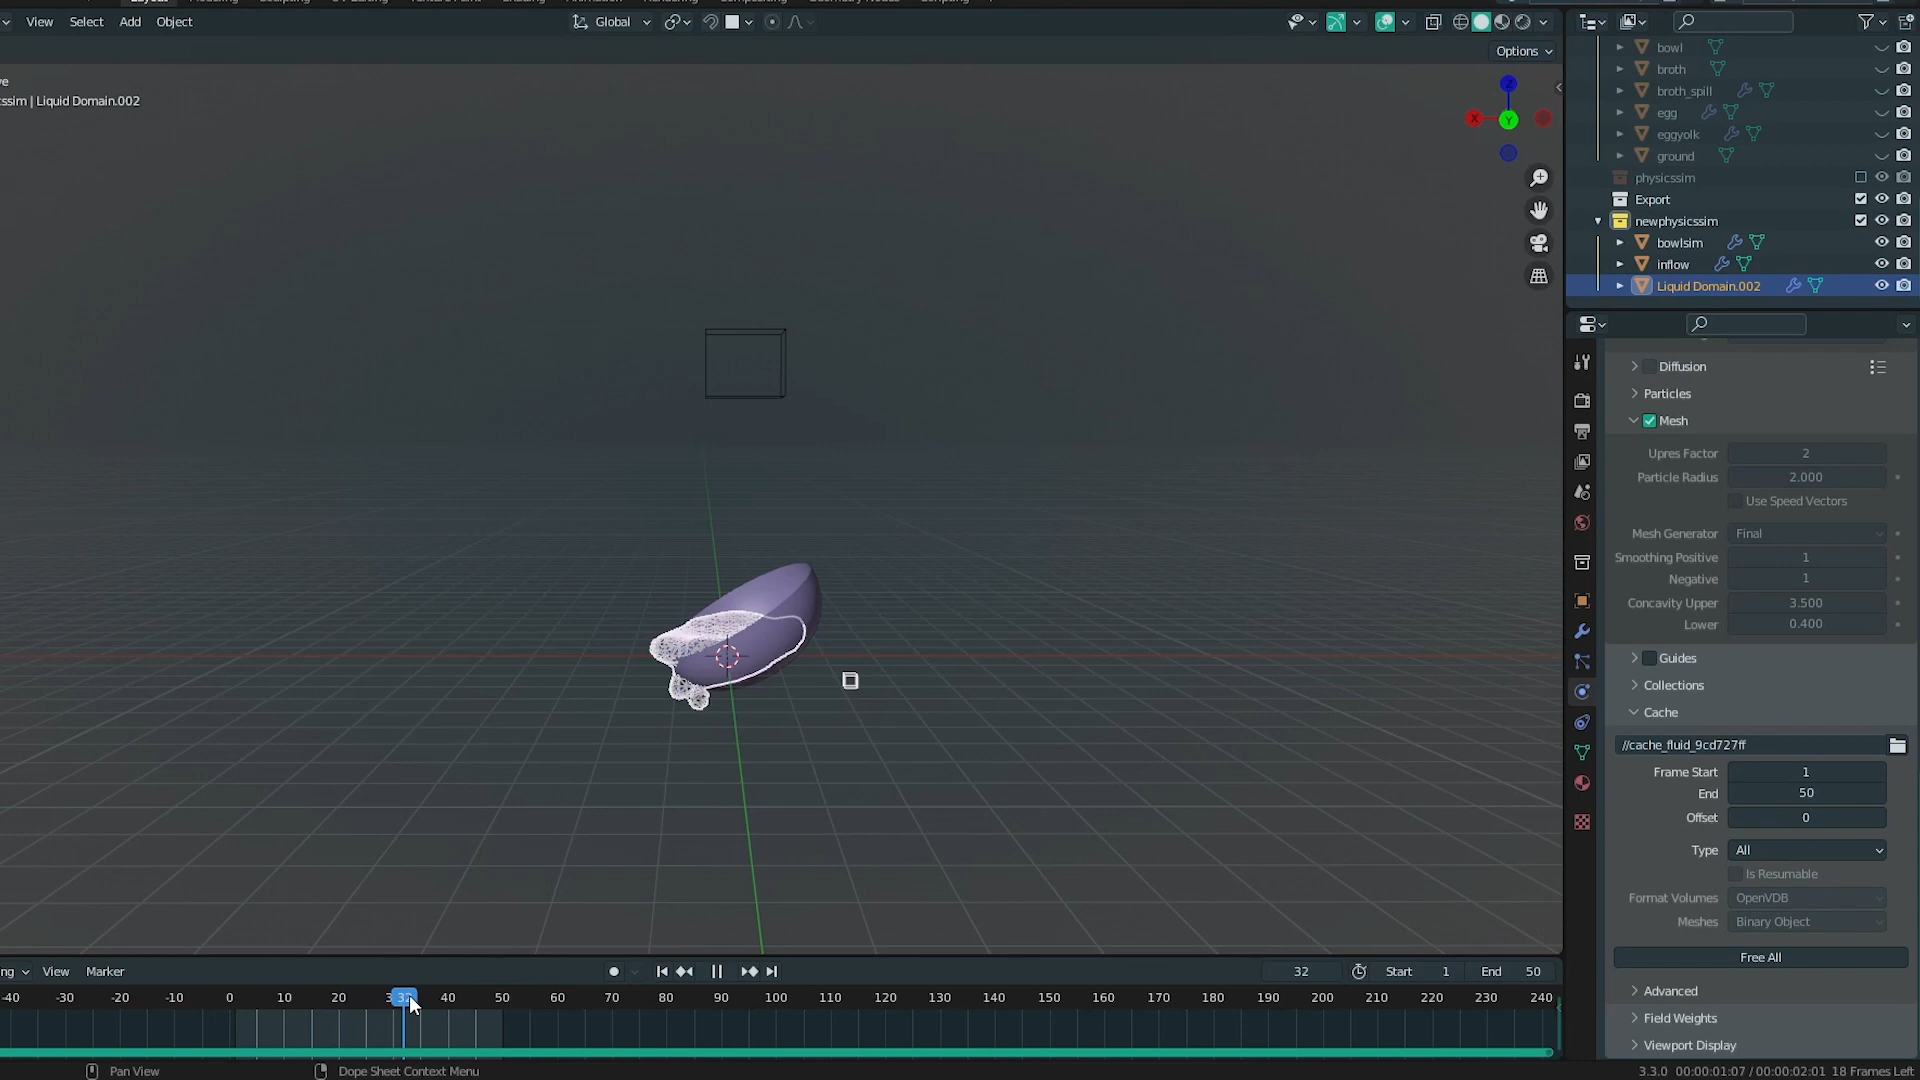 View Select Add Object
Global
Options
ssim | Liquid Domain.002
Z
X
Y
bowl
broth
broth_spill
egg
eggyolk
ground
physicssim
Export
newphysicssim
bowlsim
inflow
Liquid Domain.002
Diffusion
Particles
Mesh
Upres Factor 2
Particle Radius 2.000
Use Speed Vectors
Mesh Generator Final
Smoothing Positive 1
Negative 1
Concavity Upper 3.500
Lower 0.400
Guides
Collections
Cache
//cache_fluid_9cd727ff
Frame Start 1
End 50
Offset 0
Type All
Is Resumable
Format Volumes OpenVDB
Meshes Binary Object
Free All
Advanced
Field Weights
Viewport Display
ng View Marker
32 Start 1 End 50
-40 -30 -20 -10 0 10 20 32 40 50 60 70 80 90 100 110 120 130 140 150 160 170 180 190 200 210 220 230 240
Pan View
Dope Sheet Context Menu
3.3.0 00:00:01:07 / 00:00:02:01 18 Frames Left